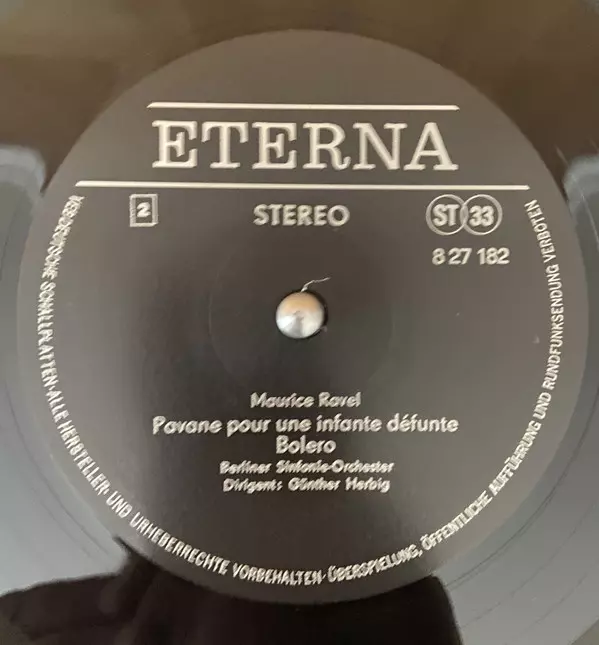 ETERNA
2
STEREO
ST 33
8 27 182
Maurice Ravel
Pavane pour une infante défunte
Bolero
Berliner Sinfonie-Orchester
Dirigent: Günther Herbig
VEB DEUTSCHE SCHALLPLATTEN · ALLE HERSTELLER- UND URHEBERRECHTE VORBEHALTEN · ÜBERSPIELUNG, ÖFFENTLICHE AUFFÜHRUNG UND RUNDFUNKSENDUNG VERBOTEN